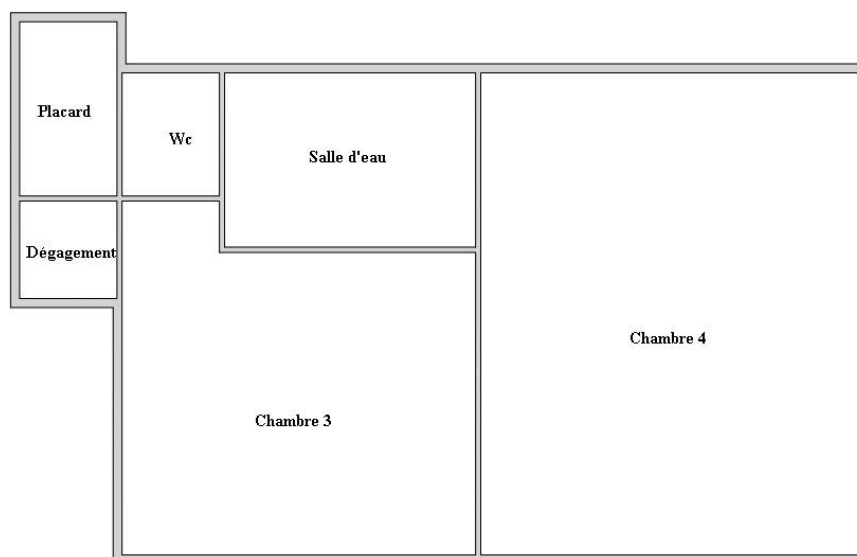 Placard
Wc
Salle d'eau
Dégagement
Chambre 4
Chambre 3